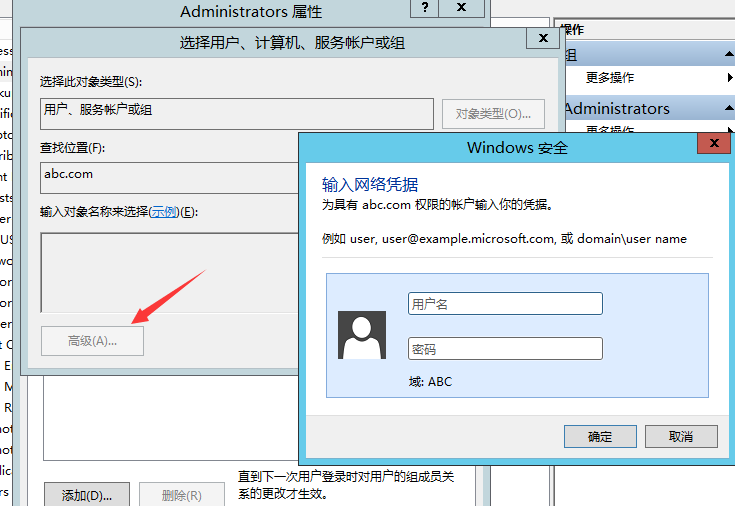 Administrators 属性
?
x
选择用户、计算机、服务帐户或组
x
选择此对象类型(S):
用户、服务帐户或组
对象类型(O)...
查找位置(F):
abc.com
输入对象名称来选择(示例)(E):
高级(A)...
添加(D)...
删除(R)
直到下一次用户登录时对用户的组成员关
系的更改才生效。
Windows 安全
x
输入网络凭据
为具有 abc.com 权限的帐户输入你的凭据。
例如 user, user@example.microsoft.com, 或 domain\user name
用户名
密码
域: ABC
确定
取消
操作
组
更多操作
Administrators
更多操作